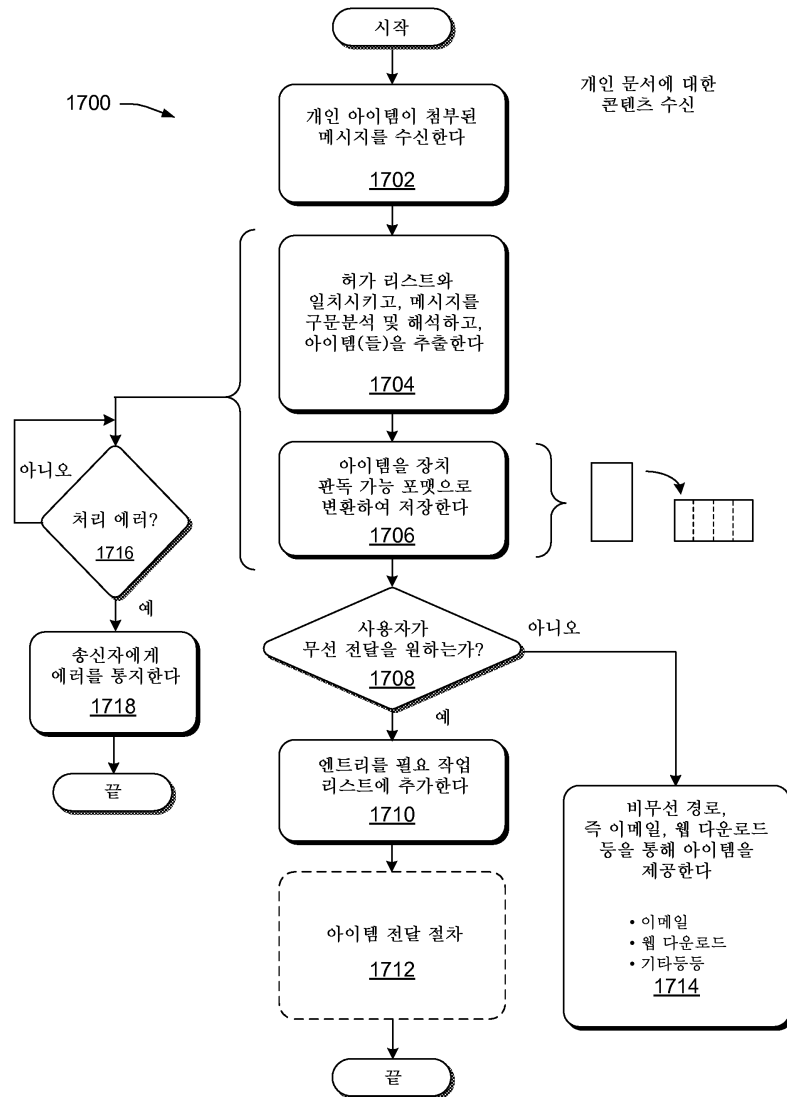 시작
1700
개인 문서에 대한
콘텐츠 수신
개인 아이템이 첨부된
메시지를 수신한다
1702
허가 리스트와
일치시키고, 메시지를
구문분석 및 해석하고,
아이템(들)을 추출한다
1704
아이템을 장치
판독 가능 포맷으로
변환하여 저장한다
1706
아니오
처리 에러?
1716
예
송신자에게
에러를 통지한다
1718
끝
사용자가
무선 전달을 원하는가?
1708
아니오
예
엔트리를 필요 작업
리스트에 추가한다
1710
아이템 전달 절차
1712
끝
비무선 경로,
즉 이메일, 웹 다운로드
등을 통해 아이템을
제공한다
• 이메일
• 웹 다운로드
• 기타등등
1714